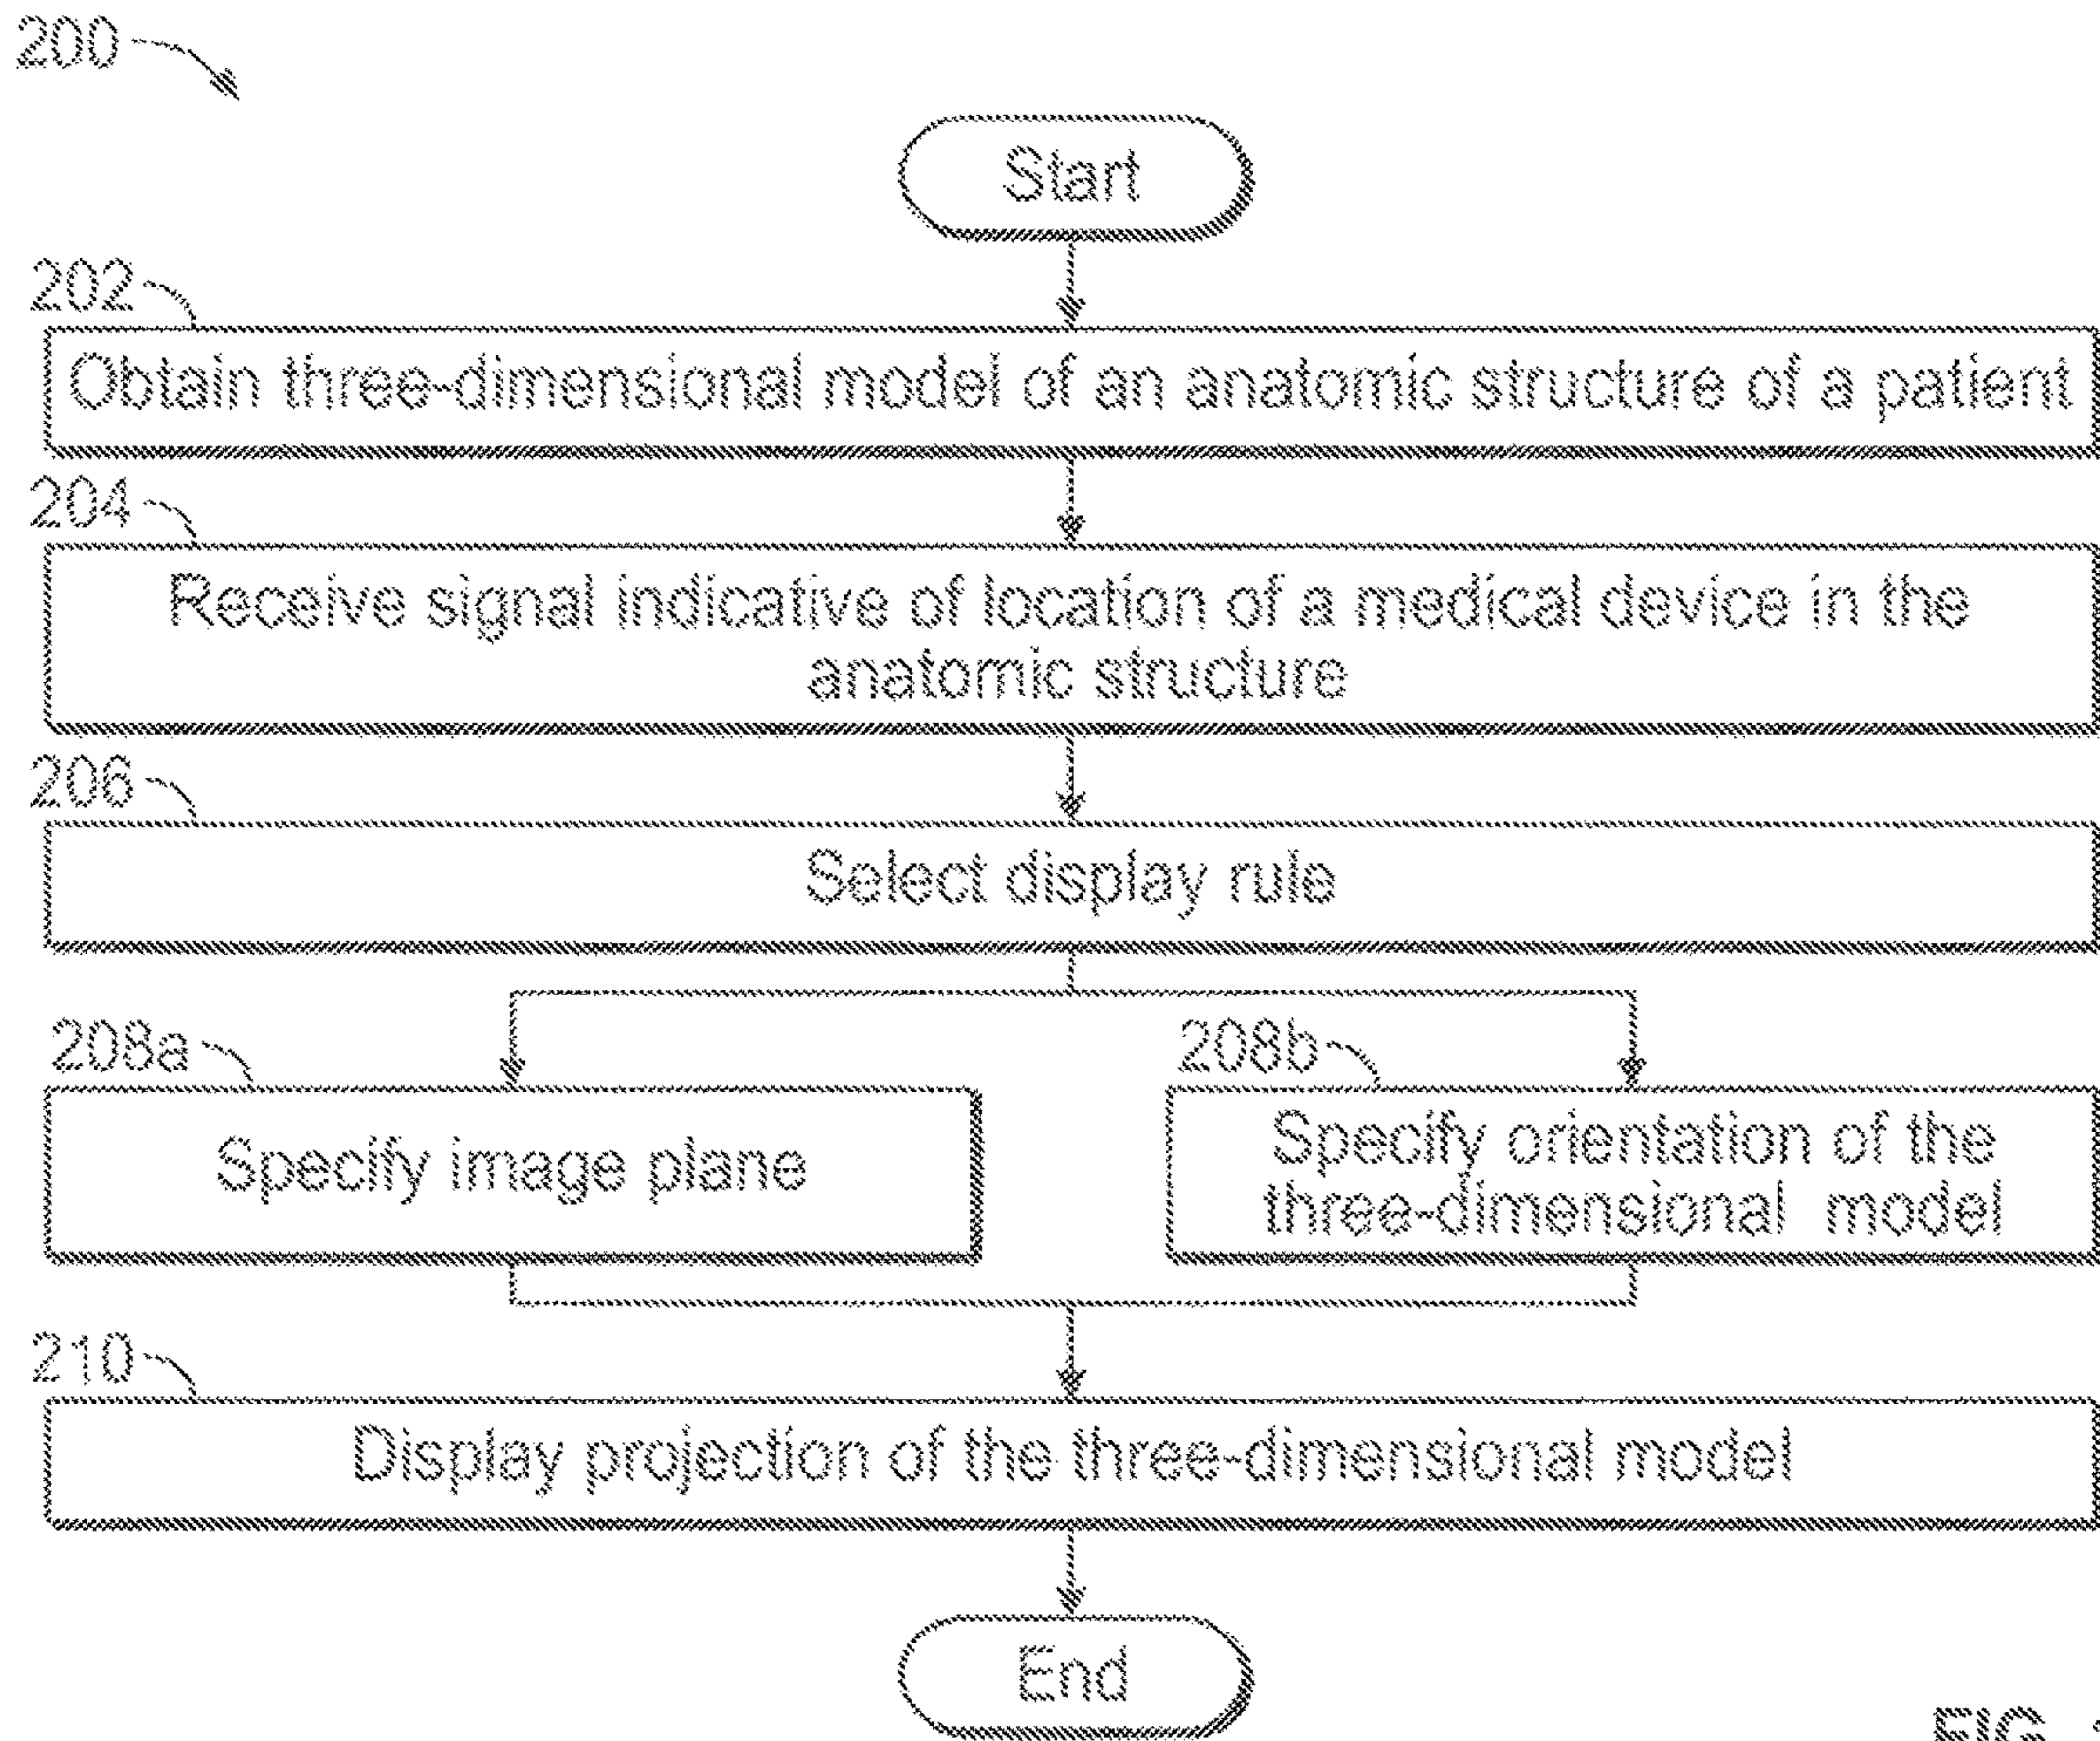 200
Start
202
Obtain three-dimensional model of an anatomic structure of a patient
204
Receive signal indicative of location of a medical device in the
anatomic structure
206
Select display rule
208a
208b
Specify image plane
Specify orientation of the
three-dimensional model
210
Display projection of the three-dimensional model
End
FIG.